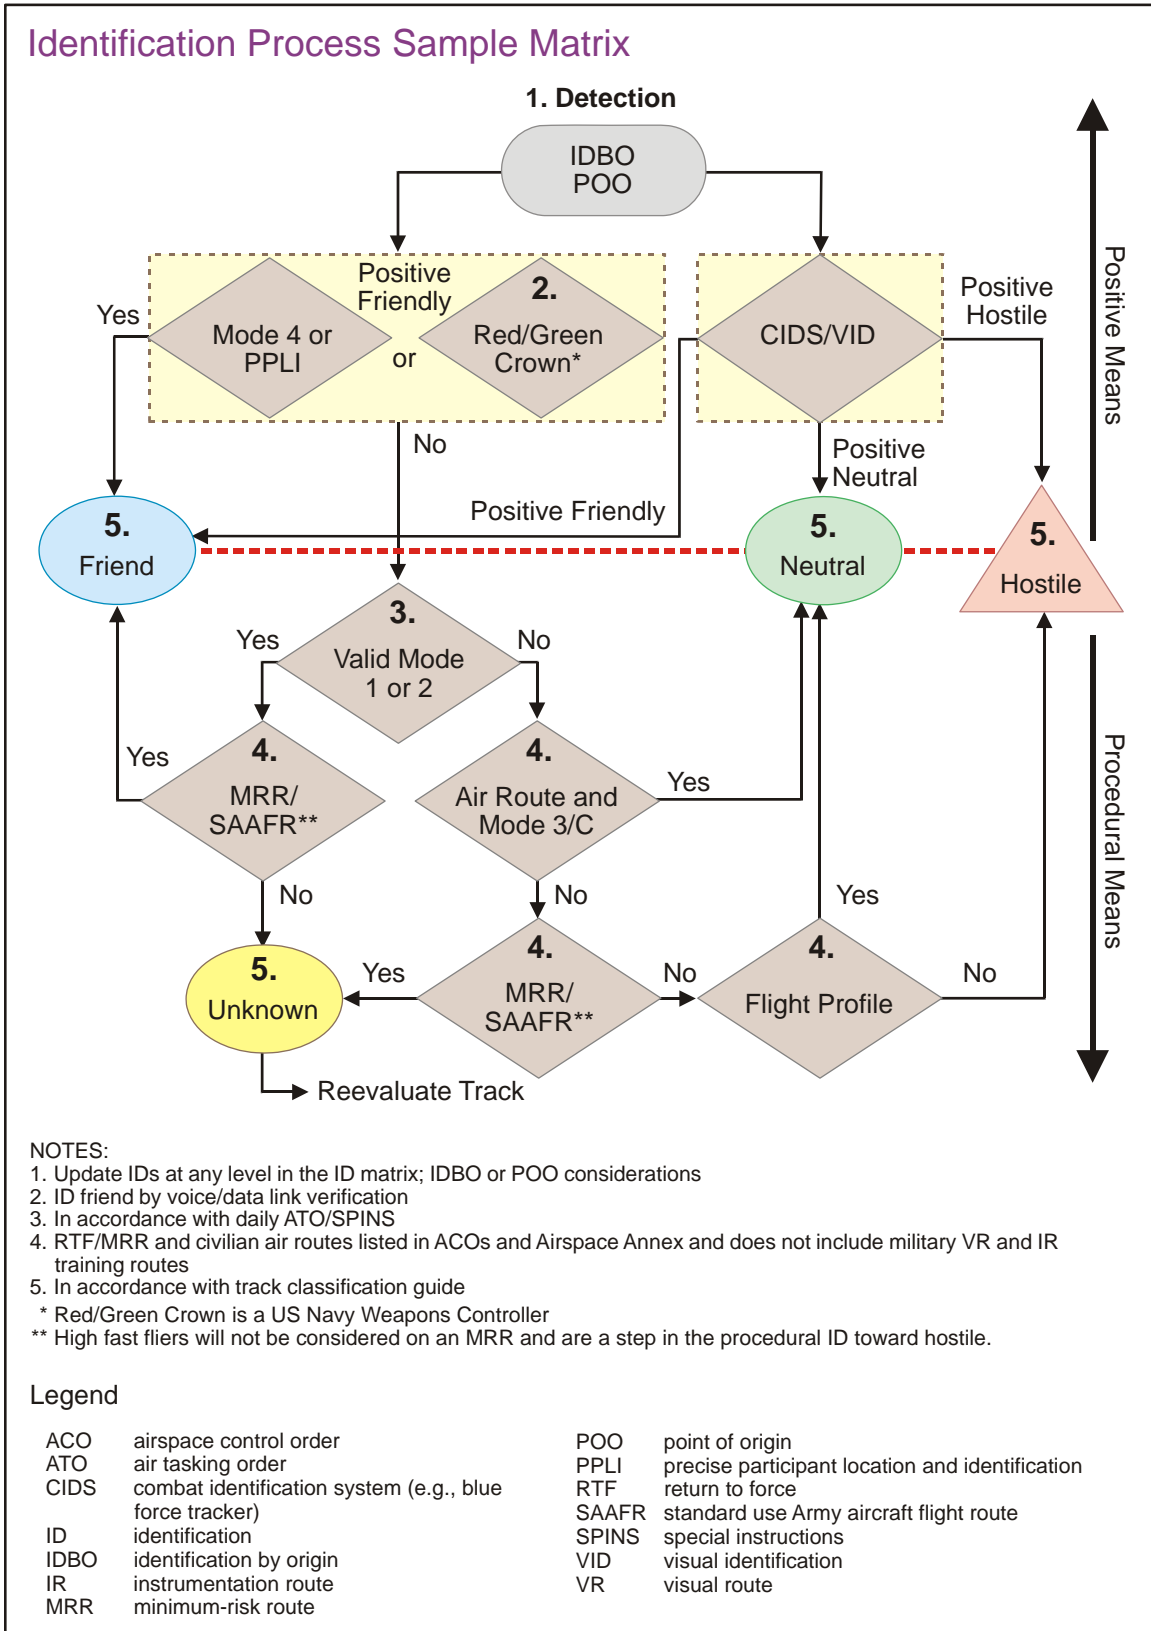 Identification Process Sample Matrix
1. Detection
IDBO
POO
Positive
Friendly
Yes
Mode 4 or
PPLI
or
2.
Red/Green
Crown*
CIDS/VID
Positive
Hostile
Positive Means
No
Positive
Neutral
Positive Friendly
5.
Friend
5.
Neutral
5.
Hostile
3.
Valid Mode
1 or 2
Yes
No
4.
MRR/
SAAFR**
Yes
4.
Air Route and
Mode 3/C
Yes
Procedural Means
No
No
Yes
5.
Unknown
Yes
4.
MRR/
SAAFR**
No
4.
Flight Profile
No
Reevaluate Track
NOTES:
1. Update IDs at any level in the ID matrix; IDBO or POO considerations
2. ID friend by voice/data link verification
3. In accordance with daily ATO/SPINS
4. RTF/MRR and civilian air routes listed in ACOs and Airspace Annex and does not include military VR and IR
training routes
5. In accordance with track classification guide
* Red/Green Crown is a US Navy Weapons Controller
** High fast fliers will not be considered on an MRR and are a step in the procedural ID toward hostile.
Legend
ACO airspace control order
ATO air tasking order
CIDS combat identification system (e.g., blue
force tracker)
ID identification
IDBO identification by origin
IR instrumentation route
MRR minimum-risk route
POO point of origin
PPLI precise participant location and identification
RTF return to force
SAAFR standard use Army aircraft flight route
SPINS special instructions
VID visual identification
VR visual route